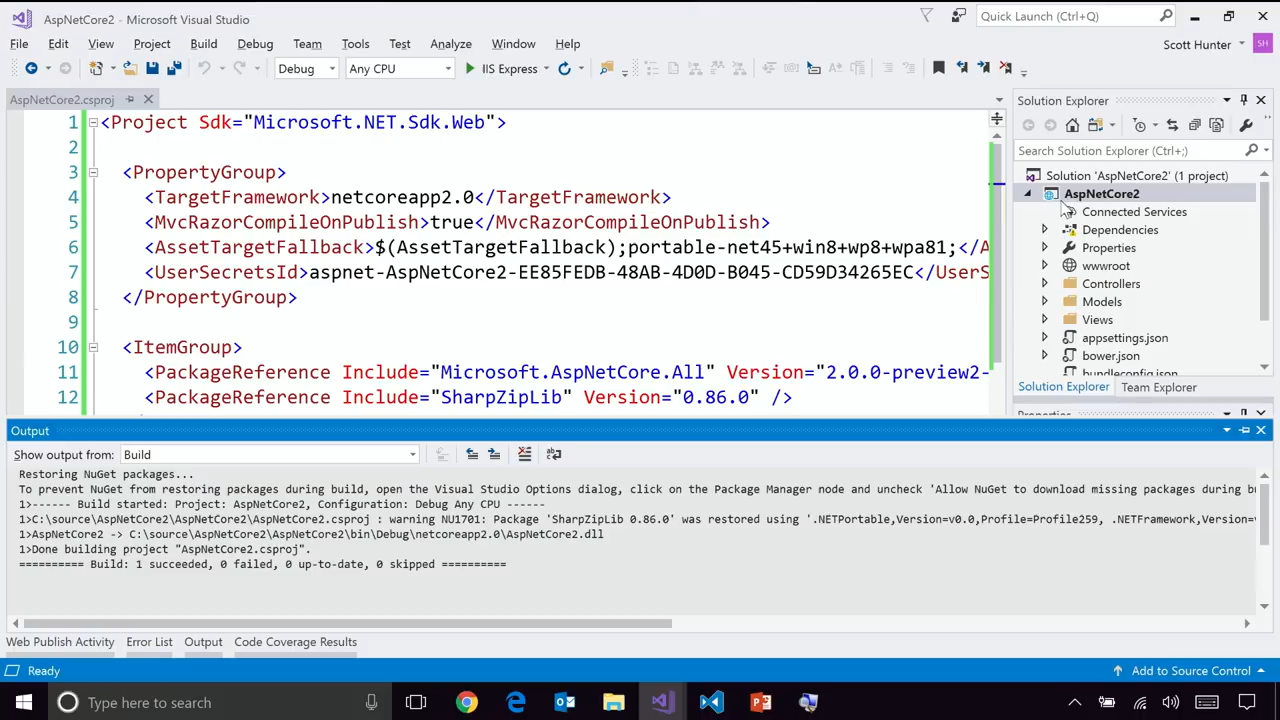 AspNetCore2 - Microsoft Visual Studio
Quick Launch (Ctrl+Q)
File Edit View Project Build Debug Team Tools Test Analyze Window Help
Scott Hunter SH
Debug Any CPU IIS Express
AspNetCore2.csproj
1 <Project Sdk="Microsoft.NET.Sdk.Web">
2
3 <PropertyGroup>
4 <TargetFramework>netcoreapp2.0</TargetFramework>
5 <MvcRazorCompileOnPublish>true</MvcRazorCompileOnPublish>
6 <AssetTargetFallback>$(AssetTargetFallback);portable-net45+win8+wp8+wpa81;</A
7 <UserSecretsId>aspnet-AspNetCore2-EE85FEDB-48AB-4D0D-B045-CD59D34265EC</UserS
8 </PropertyGroup>
9
10 <ItemGroup>
11 <PackageReference Include="Microsoft.AspNetCore.All" Version="2.0.0-preview2-
12 <PackageReference Include="SharpZipLib" Version="0.86.0" />
Solution Explorer
Search Solution Explorer (Ctrl+;)
Solution 'AspNetCore2' (1 project)
AspNetCore2
Connected Services
Dependencies
Properties
wwwroot
Controllers
Models
Views
appsettings.json
bower.json
bundleconfig.json
Solution Explorer Team Explorer
Properties
Output
Show output from: Build
Restoring NuGet packages...
To prevent NuGet from restoring packages during build, open the Visual Studio Options dialog, click on the Package Manager node and uncheck 'Allow NuGet to download missing packages during bu
1>------ Build started: Project: AspNetCore2, Configuration: Debug Any CPU ------
1>C:\source\AspNetCore2\AspNetCore2\AspNetCore2.csproj : warning NU1701: Package 'SharpZipLib 0.86.0' was restored using '.NETPortable,Version=v0.0,Profile=Profile259, .NETFramework,Version=v
1>AspNetCore2 -> C:\source\AspNetCore2\AspNetCore2\bin\Debug\netcoreapp2.0\AspNetCore2.dll
1>Done building project "AspNetCore2.csproj".
========== Build: 1 succeeded, 0 failed, 0 up-to-date, 0 skipped ==========
Web Publish Activity Error List Output Code Coverage Results
Ready
Add to Source Control
Type here to search